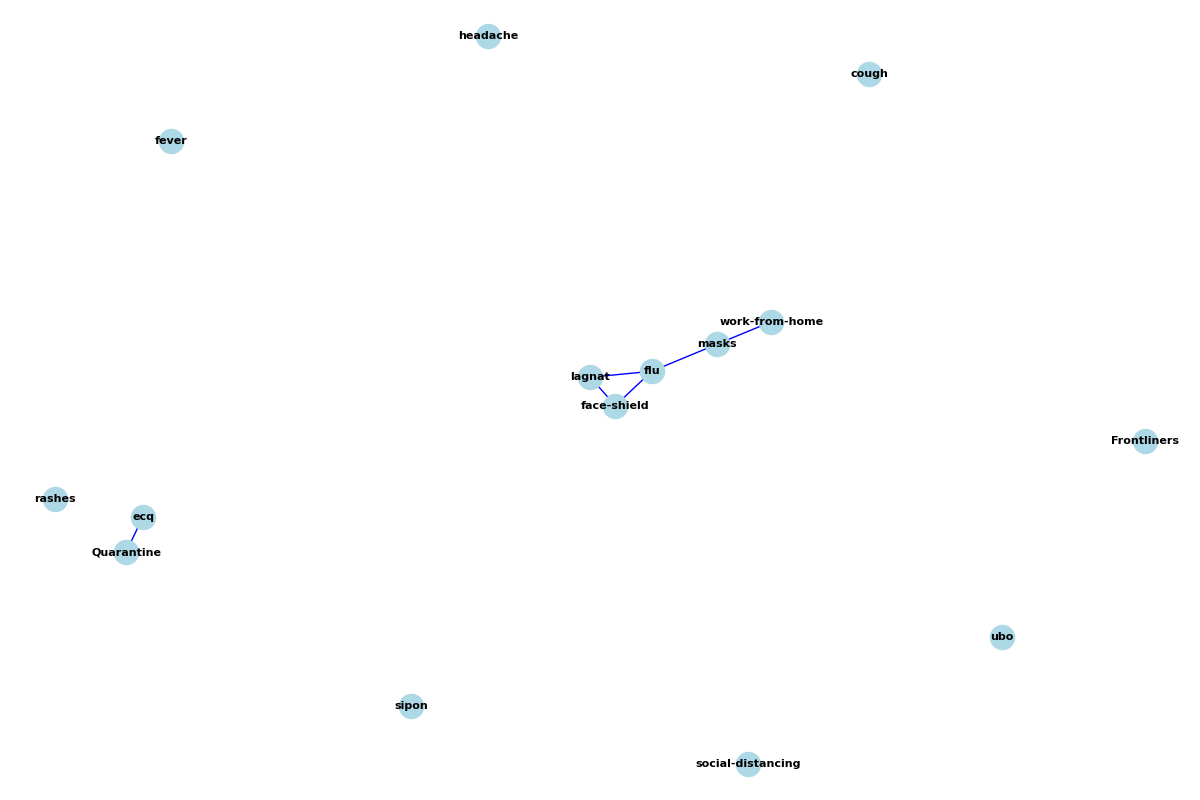 headache
cough
fever
work-from-home
masks
flu
lagnat
face-shield
Frontliners
rashes
ecq
Quarantine
ubo
sipon
social-distancing